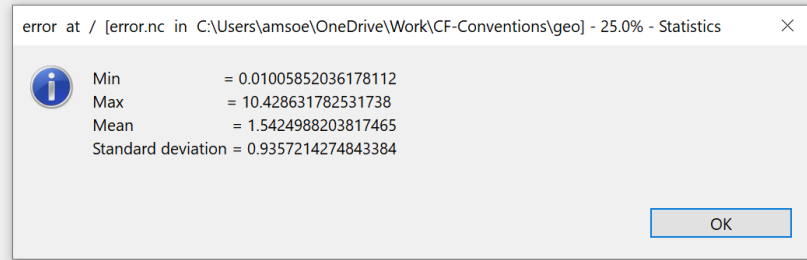 error at / [error.nc in C:\Users\amsoe\OneDrive\Work\CF-Conventions\geo] - 25.0% - Statistics
Min = 0.01005852036178112
Max = 10.428631782531738
Mean = 1.5424988203817465
Standard deviation = 0.9357214274843384
OK